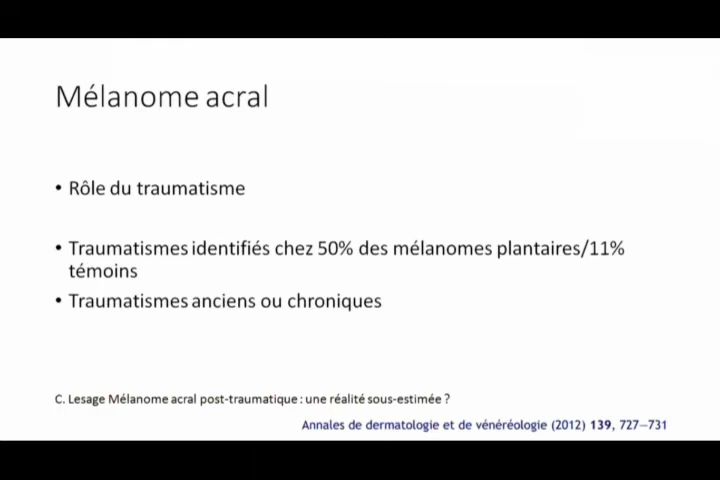 Mélanome acral
• Rôle du traumatisme
• Traumatismes identifiés chez 50% des mélanomes plantaires/11%
témoins
• Traumatismes anciens ou chroniques
C. Lesage Mélanome acral post-traumatique : une réalité sous-estimée ?
Annales de dermatologie et de vénéréologie (2012) 139, 727–731